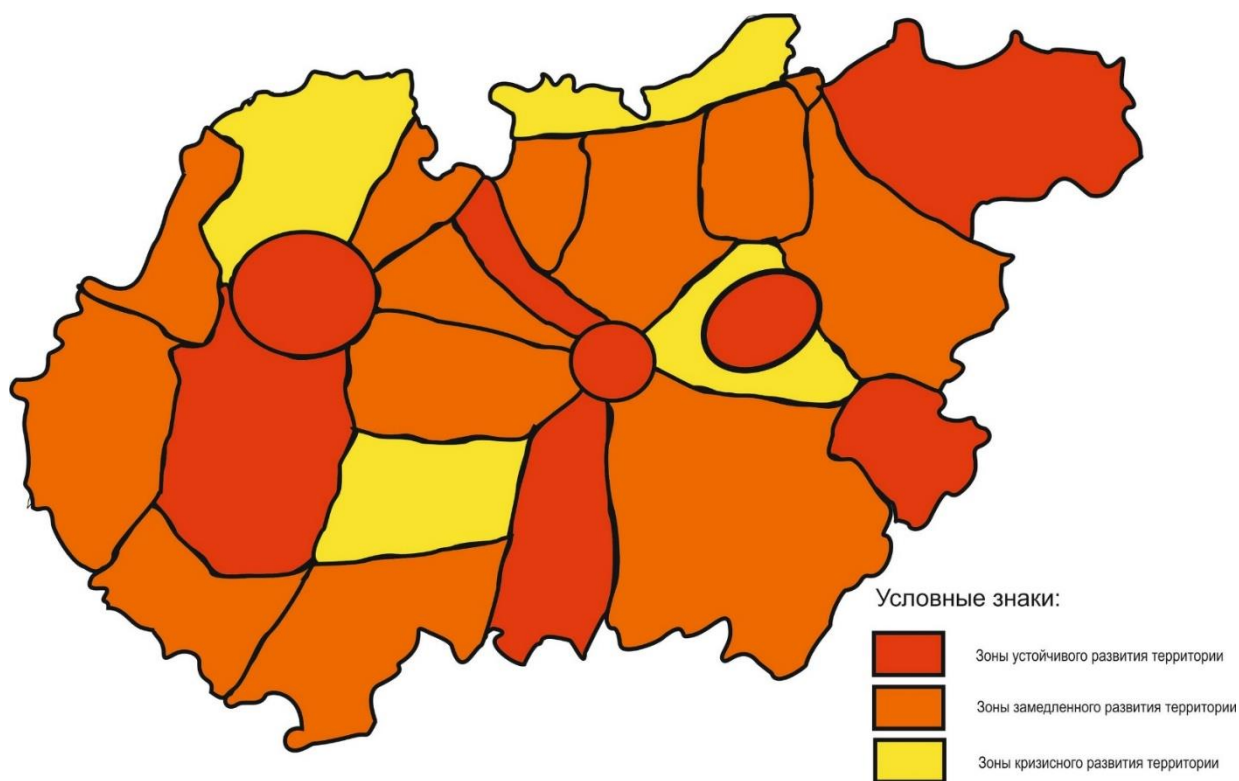 Условные знаки:
Зоны устойчивого развития территории
Зоны замедленного развития территории
Зоны кризисного развития территории